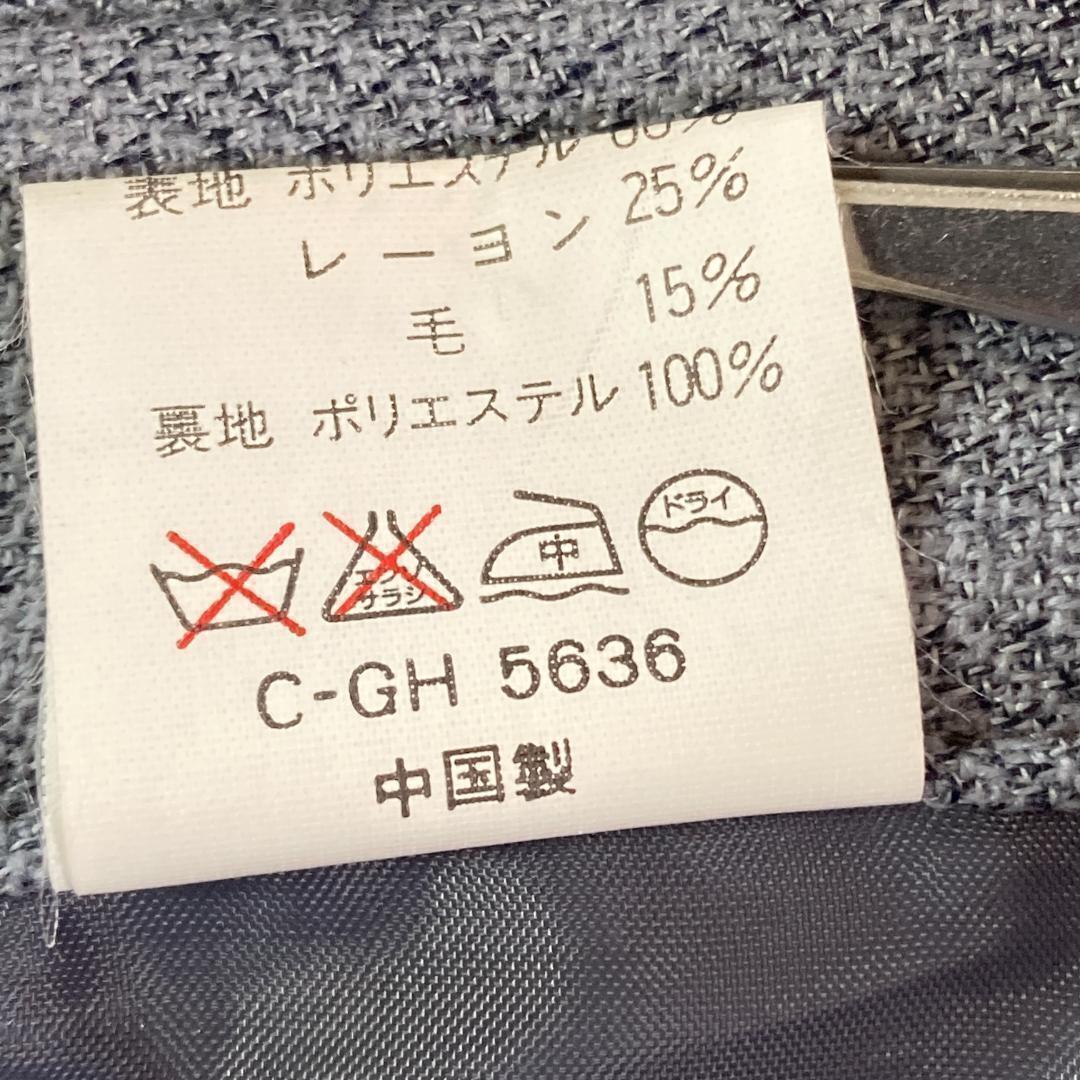 表地 ポリエステル 60%
レーヨン 25%
毛 15%
裏地 ポリエステル 100%
エンソ
サラシ
中
ドライ
C-GH 5636
中国製